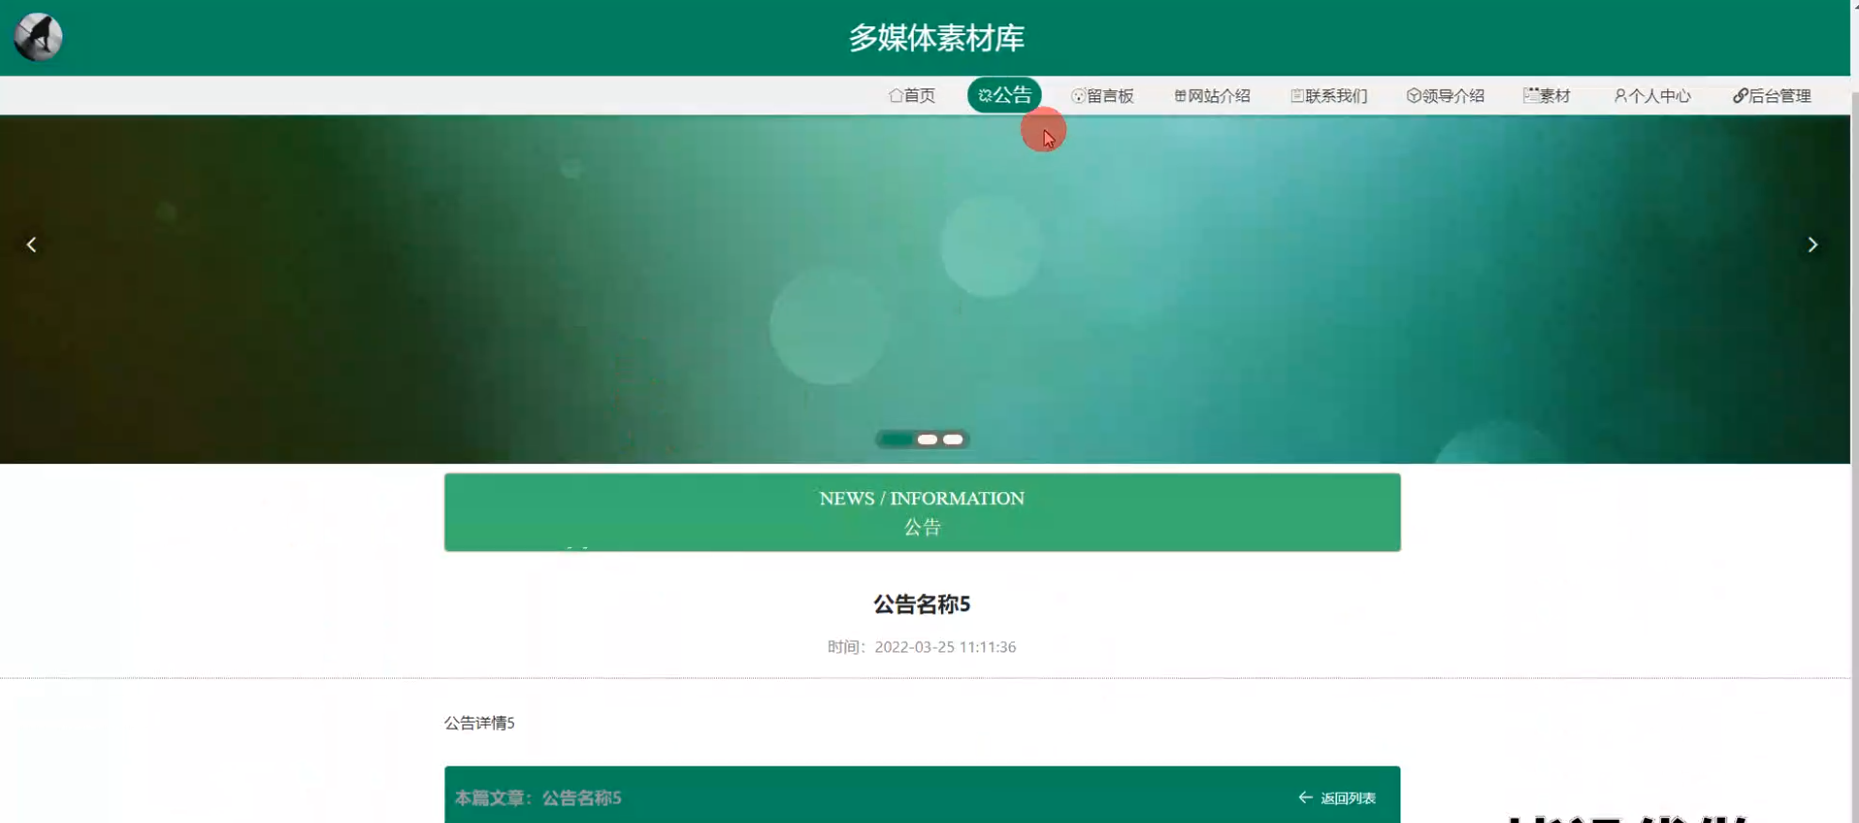 多媒体素材库
首页 公告 留言板 网站介绍 联系我们 领导介绍 素材 个人中心 后台管理
NEWS / INFORMATION
公告
公告名称5
时间：2022-03-25 11:11:36
公告详情5
本篇文章：公告名称5 返回列表